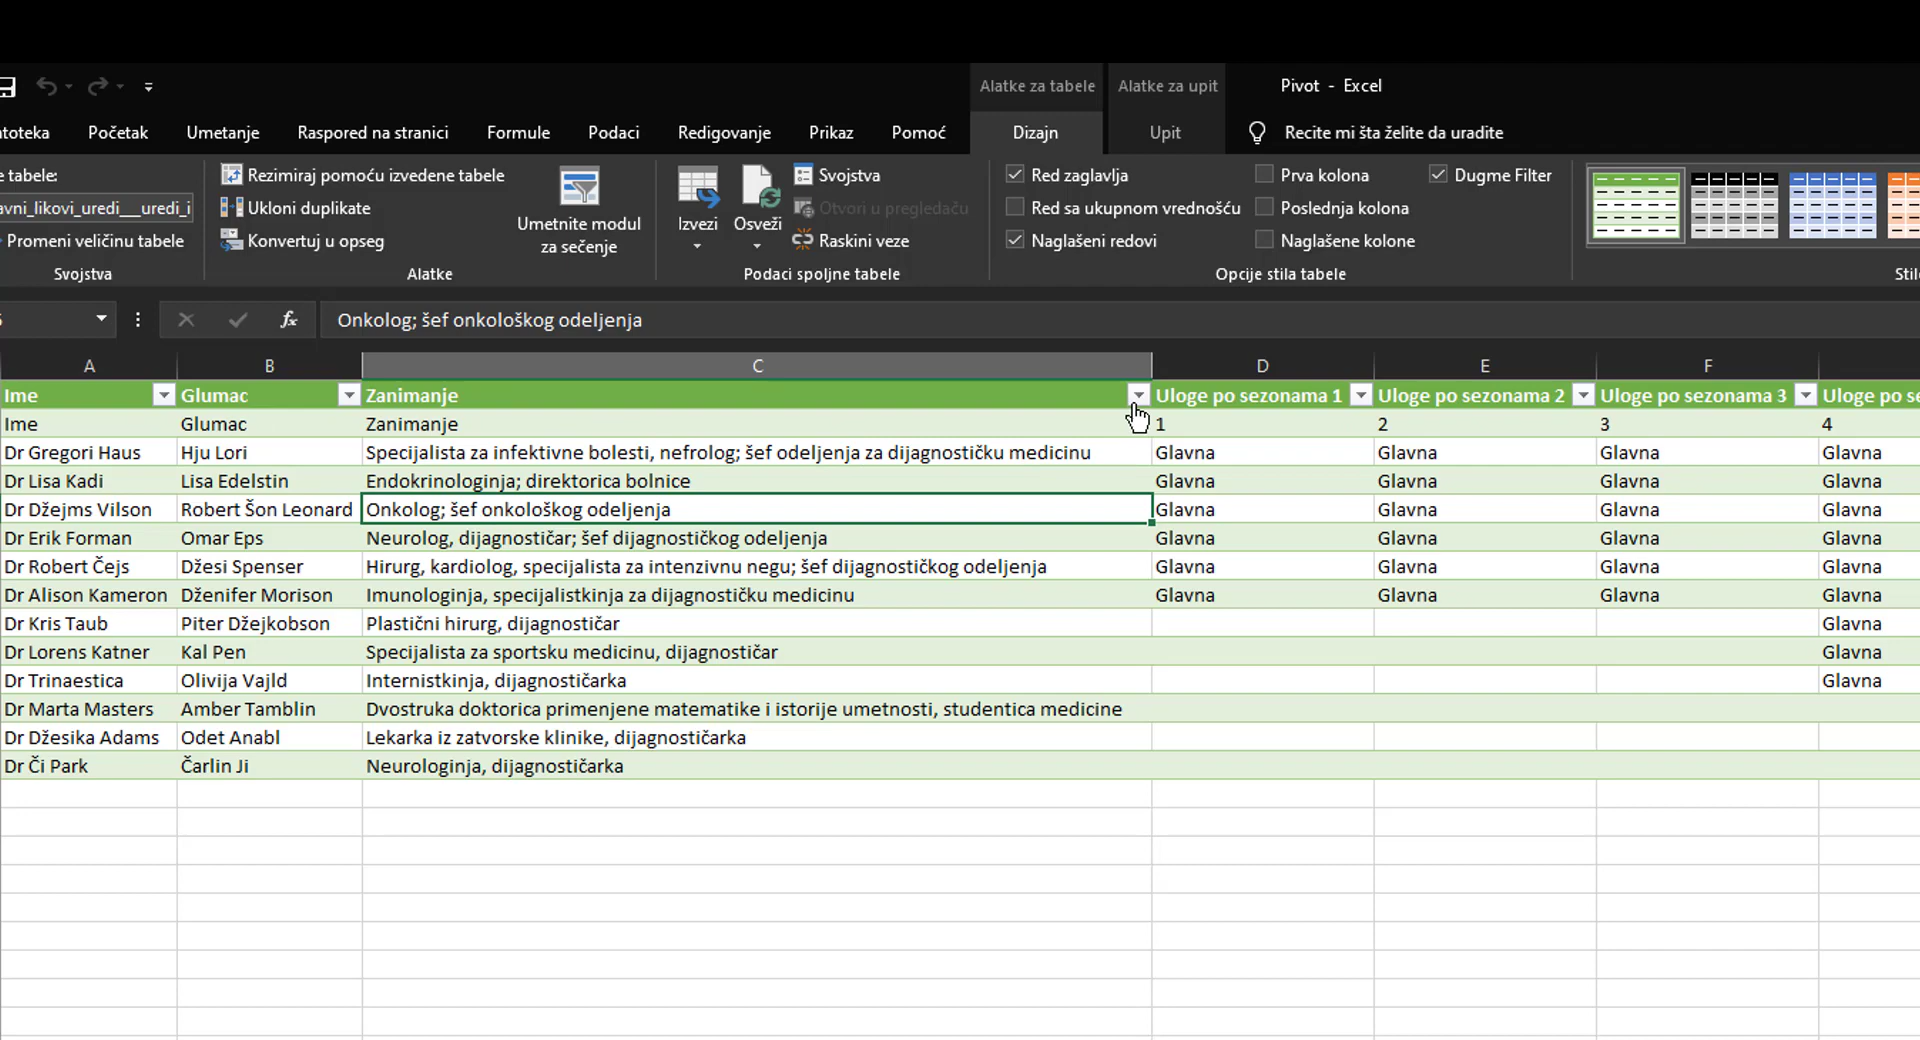 Alatke za tabele Alatke za upit Pivot - Excel
toteka Početak Umetanje Raspored na stranici Formule Podaci Redigovanje Prikaz Pomoć Dizajn Upit Recite mi šta želite da uradite
e tabele:
avni_likovi_uredi___uredi_i
Promeni veličinu tabele
Svojstva
Rezimiraj pomoću izvedene tabele
Ukloni duplikate
Konvertuj u opseg
Umetnite modul
za sečenje
Alatke
Izvezi
Osveži
Svojstva
Otvori u pregledaču
Raskini veze
Podaci spoljne tabele
Red zaglavlja
Red sa ukupnom vrednošću
Naglašeni redovi
Prva kolona
Poslednja kolona
Naglašene kolone
Dugme Filter
Opcije stila tabele
Stil
fx Onkolog; šef onkološkog odeljenja
A B C D E F
Ime Glumac Zanimanje Uloge po sezonama 1 Uloge po sezonama 2 Uloge po sezonama 3 Uloge po se
Ime Glumac Zanimanje 1 2 3 4
Dr Gregori Haus Hju Lori Specijalista za infektivne bolesti, nefrolog; šef odeljenja za dijagnostičku medicinu Glavna Glavna Glavna Glavna
Dr Lisa Kadi Lisa Edelstin Endokrinologinja; direktorica bolnice Glavna Glavna Glavna Glavna
Dr Džejms Vilson Robert Šon Leonard Onkolog; šef onkološkog odeljenja Glavna Glavna Glavna Glavna
Dr Erik Forman Omar Eps Neurolog, dijagnostičar; šef dijagnostičkog odeljenja Glavna Glavna Glavna Glavna
Dr Robert Čejs Džesi Spenser Hirurg, kardiolog, specijalista za intenzivnu negu; šef dijagnostičkog odeljenja Glavna Glavna Glavna Glavna
Dr Alison Kameron Dženifer Morison Imunologinja, specijalistkinja za dijagnostičku medicinu Glavna Glavna Glavna Glavna
Dr Kris Taub Piter Džejkobson Plastični hirurg, dijagnostičar Glavna
Dr Lorens Katner Kal Pen Specijalista za sportsku medicinu, dijagnostičar Glavna
Dr Trinaestica Olivija Vajld Internistkinja, dijagnostičarka Glavna
Dr Marta Masters Amber Tamblin Dvostruka doktorica primenjene matematike i istorije umetnosti, studentica medicine
Dr Džesika Adams Odet Anabl Lekarka iz zatvorske klinike, dijagnostičarka
Dr Či Park Čarlin Ji Neurologinja, dijagnostičarka